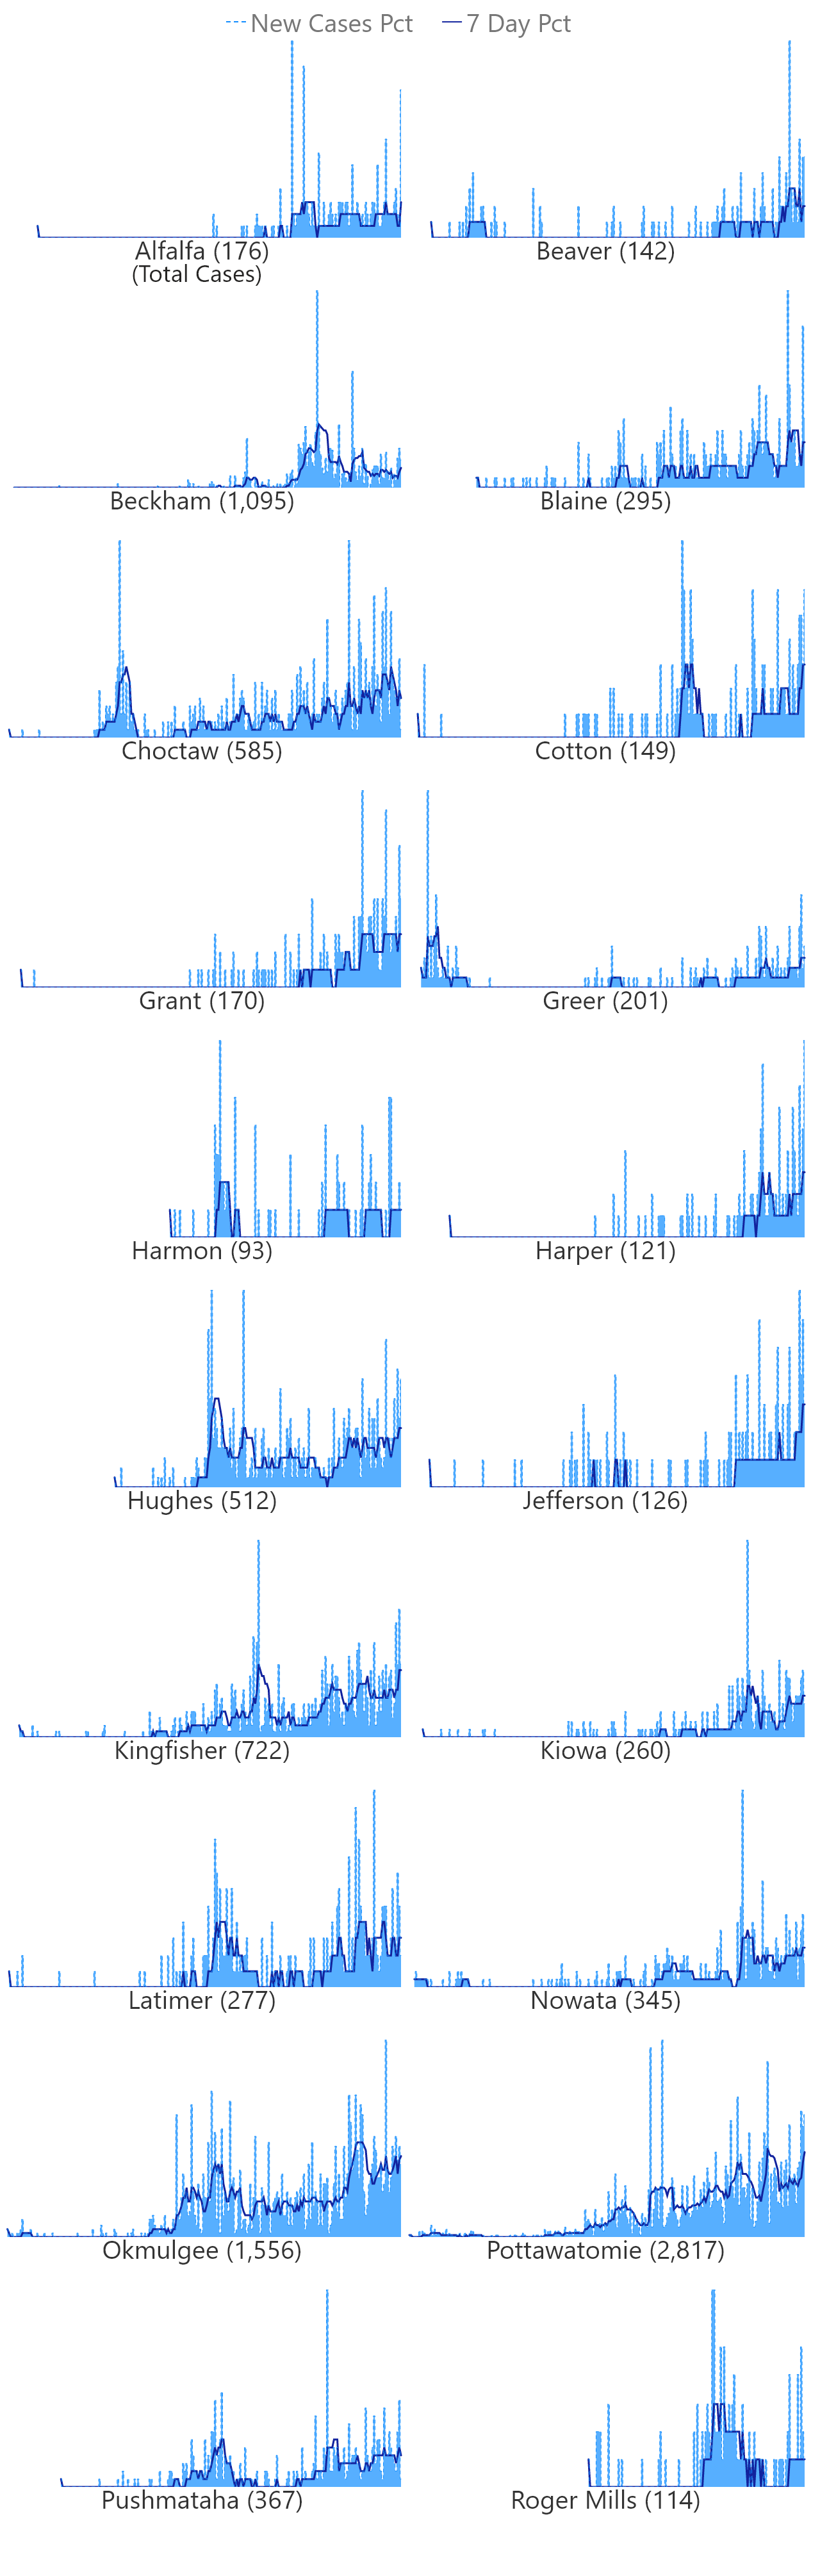 New Cases Pct 7 Day Pct
Alfalfa (176) Beaver (142)
(Total Cases)
Beckham (1,095) Blaine (295)
Choctaw (585) Cotton (149)
Grant (170) Greer (201)
Harmon (93) Harper (121)
Hughes (512) Jefferson (126)
Kingfisher (722) Kiowa (260)
Latimer (277) Nowata (345)
Okmulgee (1,556) Pottawatomie (2,817)
Pushmataha (367) Roger Mills (114)